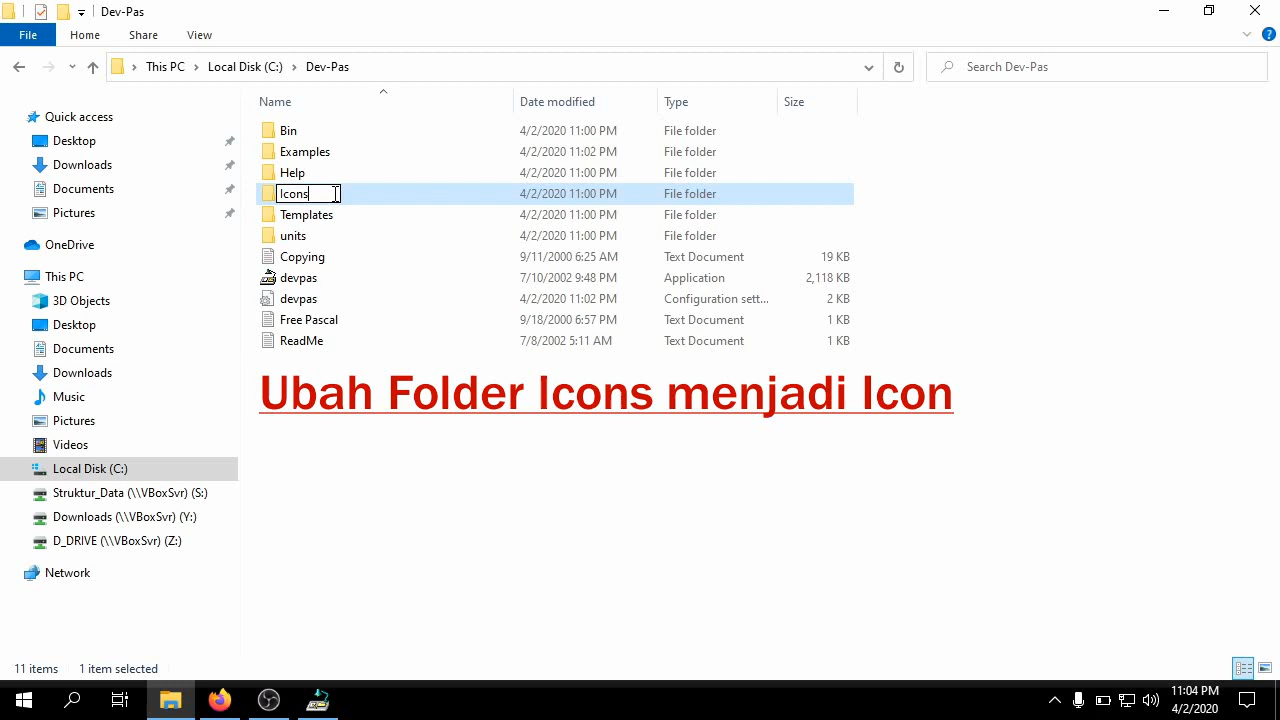 Dev-Pas
File Home Share View
This PC Local Disk (C:) Dev-Pas
Search Dev-Pas
Name Date modified Type Size
Quick access
Desktop
Downloads
Documents
Pictures
OneDrive
This PC
3D Objects
Desktop
Documents
Downloads
Music
Pictures
Videos
Local Disk (C:)
Struktur_Data (\\VBoxSvr) (S:)
Downloads (\\VBoxSvr) (Y:)
D_DRIVE (\\VBoxSvr) (Z:)
Network
Bin 4/2/2020 11:00 PM File folder
Examples 4/2/2020 11:02 PM File folder
Help 4/2/2020 11:00 PM File folder
Icons 4/2/2020 11:00 PM File folder
Templates 4/2/2020 11:00 PM File folder
units 4/2/2020 11:00 PM File folder
Copying 9/11/2000 6:25 AM Text Document 19 KB
devpas 7/10/2002 9:48 PM Application 2,118 KB
devpas 4/2/2020 11:02 PM Configuration sett... 2 KB
Free Pascal 9/18/2000 6:57 PM Text Document 1 KB
ReadMe 7/8/2002 5:11 AM Text Document 1 KB
Ubah Folder Icons menjadi Icon
11 items 1 item selected
11:04 PM
4/2/2020